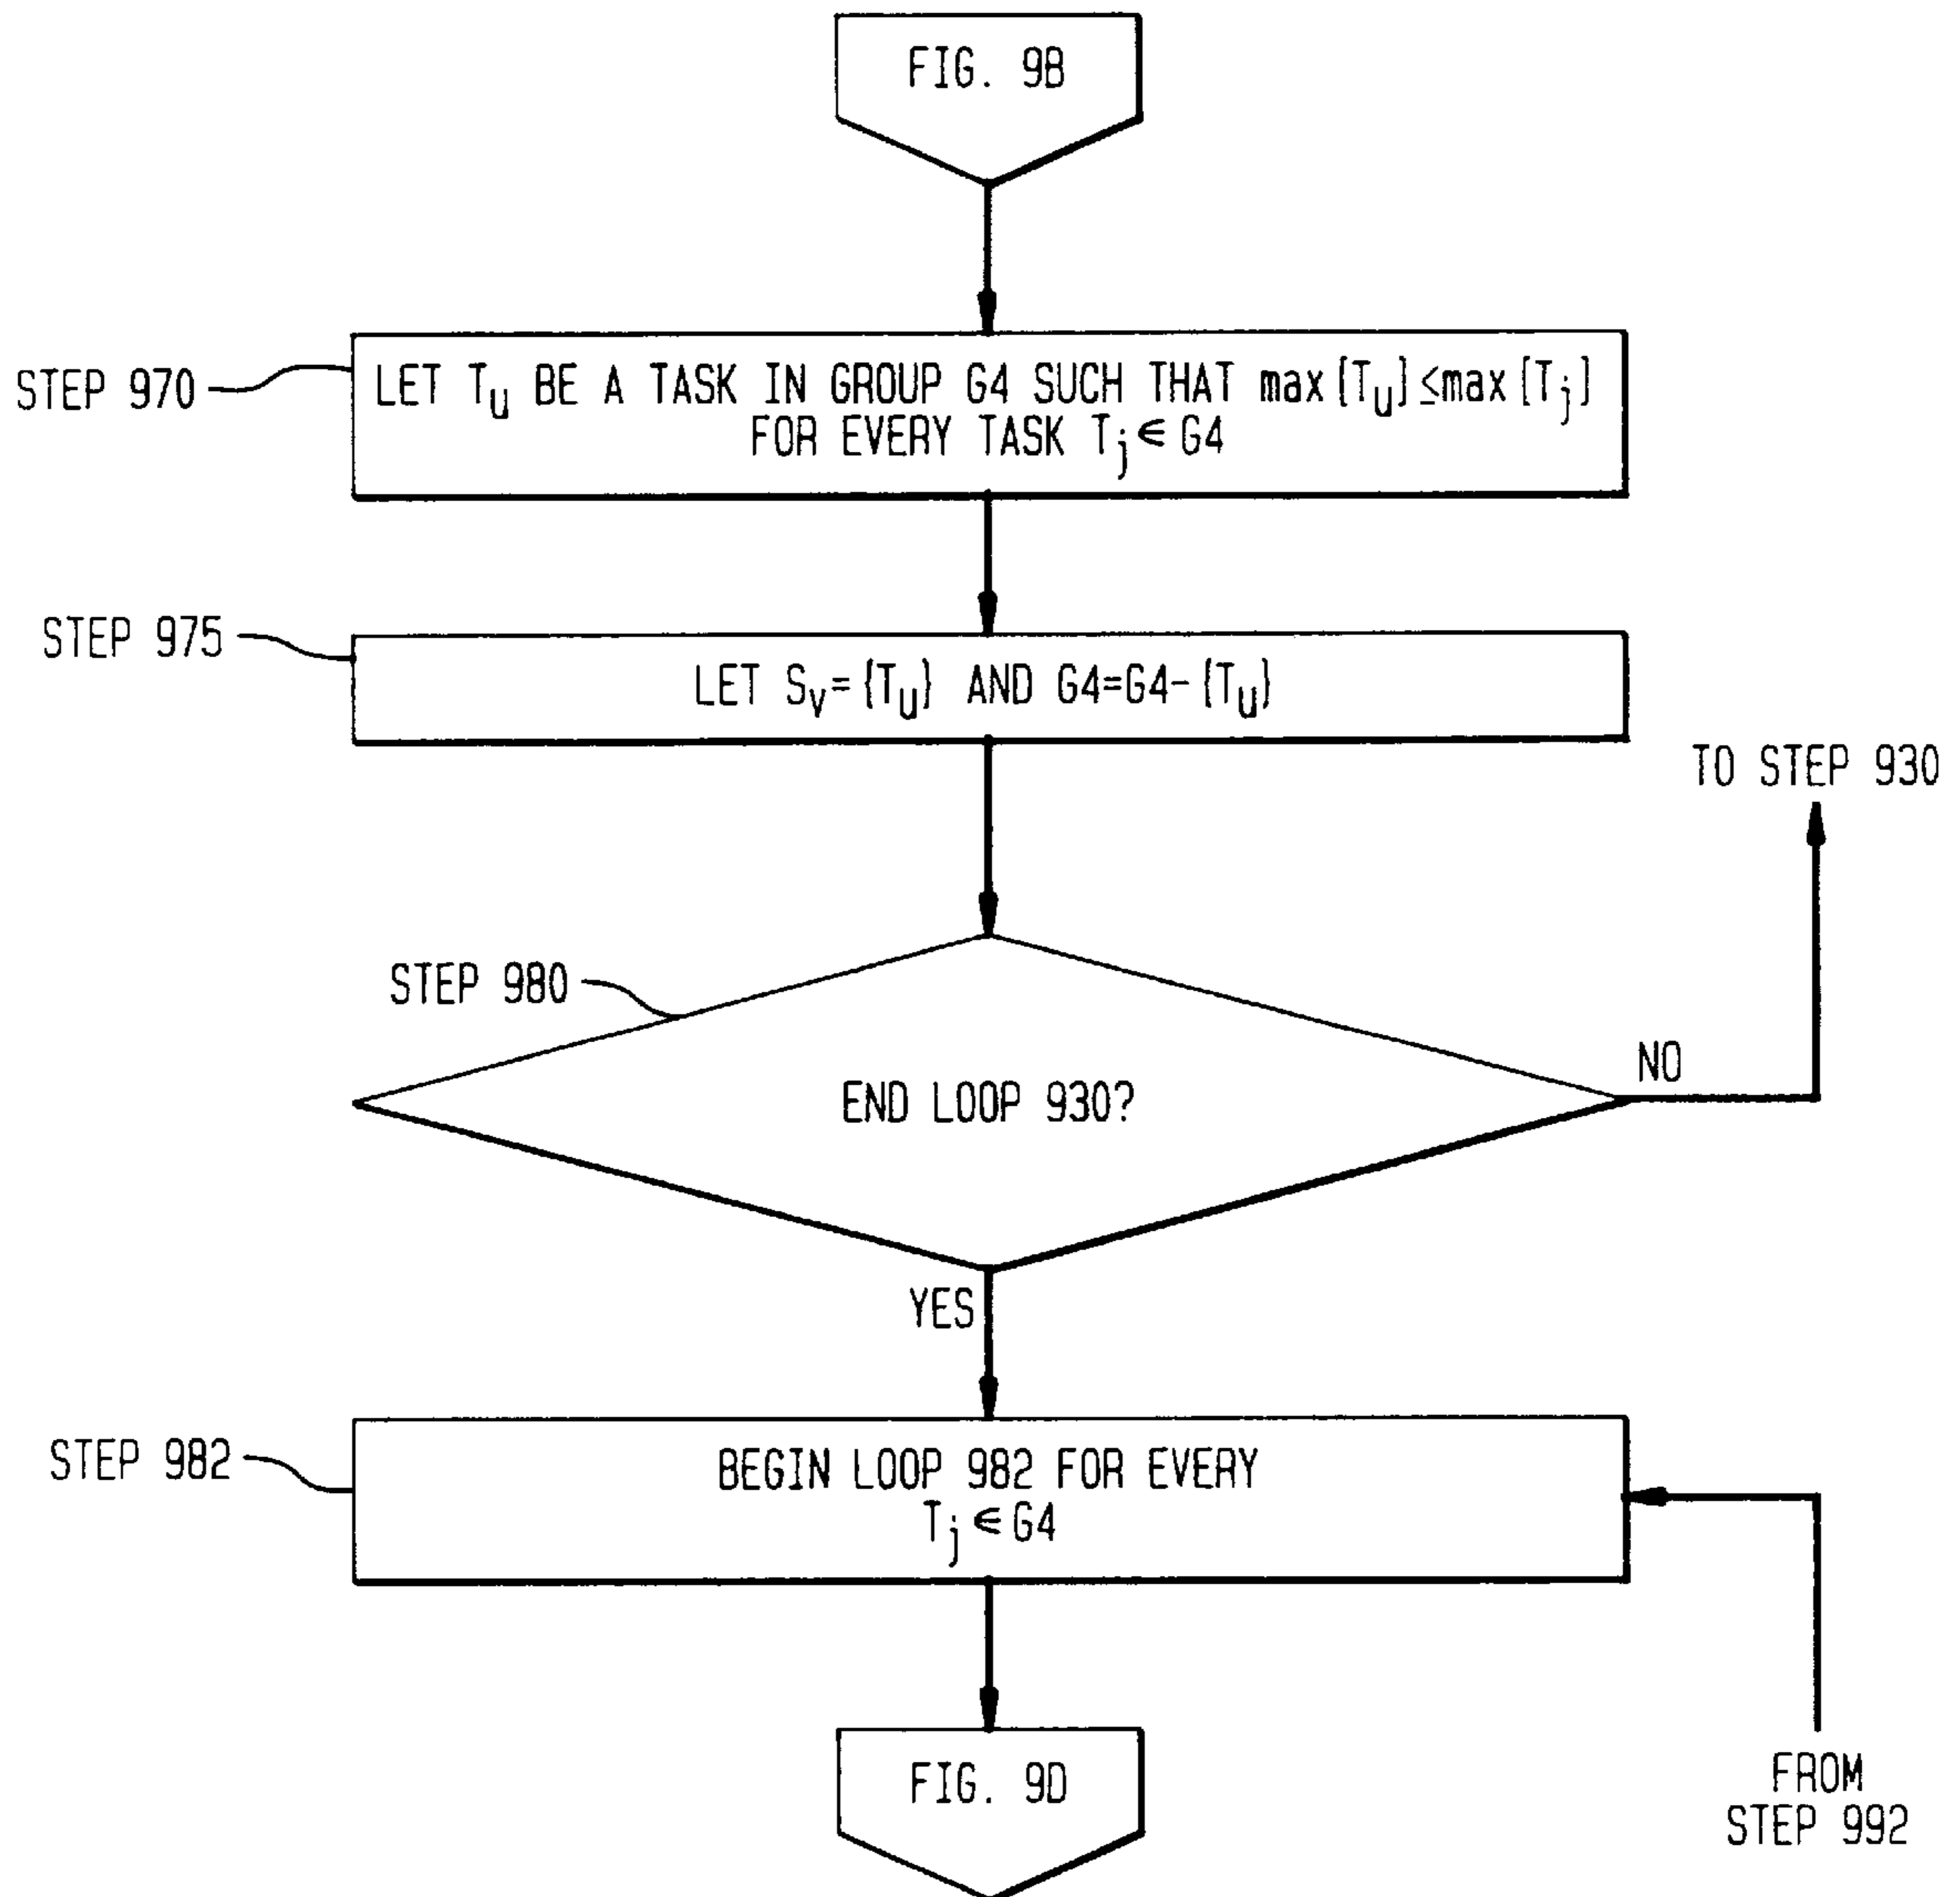 FIG. 9B
STEP 970
LET Tu BE A TASK IN GROUP G4 SUCH THAT max{Tu}≤max{Tj}
FOR EVERY TASK Tj ∈ G4
STEP 975
LET Sv={Tu} AND G4=G4-{Tu}
TO STEP 930
STEP 980
END LOOP 930?
NO
YES
STEP 982
BEGIN LOOP 982 FOR EVERY
Tj ∈ G4
FIG. 9D
FROM
STEP 992